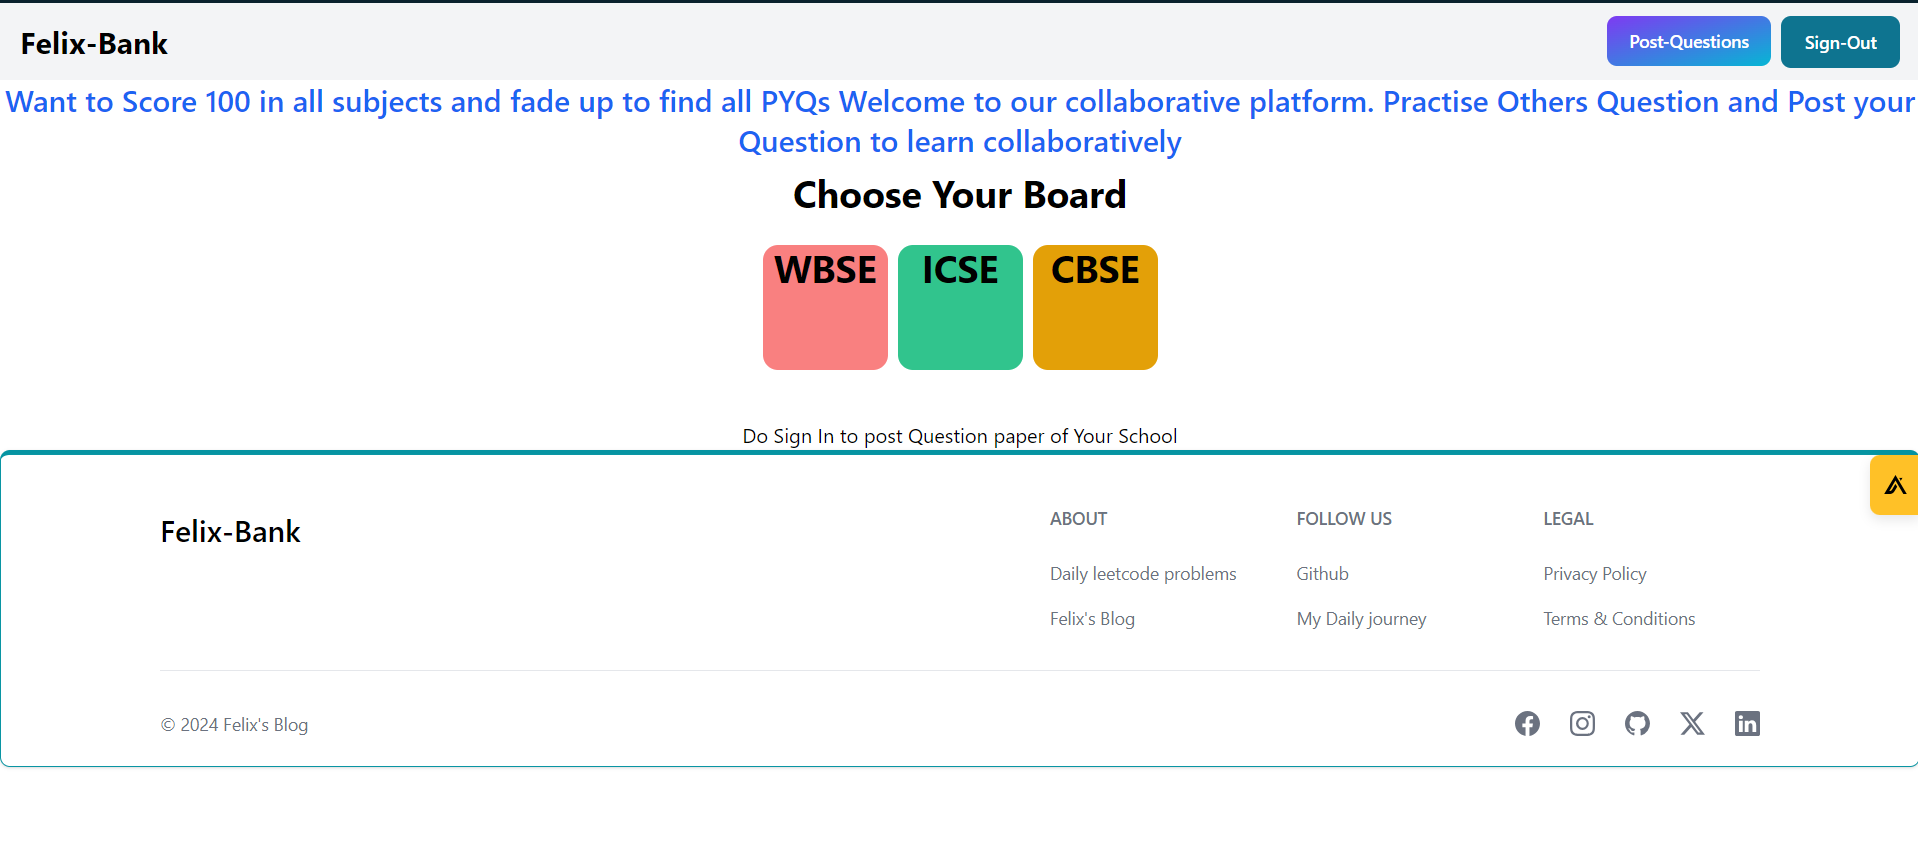 Felix-Bank
Post-Questions
Sign-Out
Want to Score 100 in all subjects and fade up to find all PYQs Welcome to our collaborative platform. Practise Others Question and Post your
Question to learn collaboratively
Choose Your Board
WBSE
ICSE
CBSE
Do Sign In to post Question paper of Your School
Felix-Bank
ABOUT
Daily leetcode problems
Felix's Blog
FOLLOW US
Github
My Daily journey
LEGAL
Privacy Policy
Terms & Conditions
© 2024 Felix's Blog